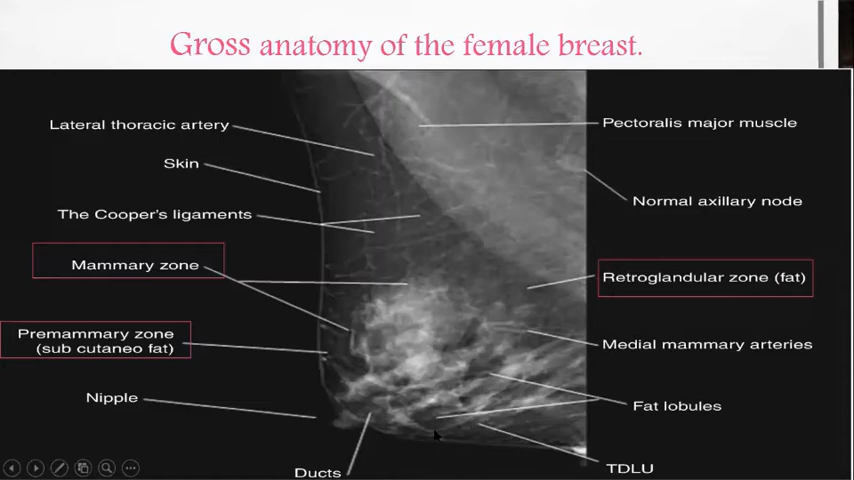 Gross anatomy of the female breast.
Lateral thoracic artery
Skin
The Cooper's ligaments
Mammary zone
Premammary zone
(sub cutaneo fat)
Nipple
Ducts
Pectoralis major muscle
Normal axillary node
Retroglandular zone (fat)
Medial mammary arteries
Fat lobules
TDLU